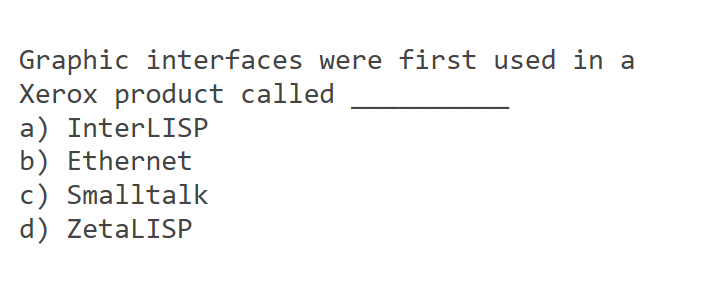 Graphic interfaces were first used in a
Xerox product called __________
a) InterLISP
b) Ethernet
c) Smalltalk
d) ZetaLISP